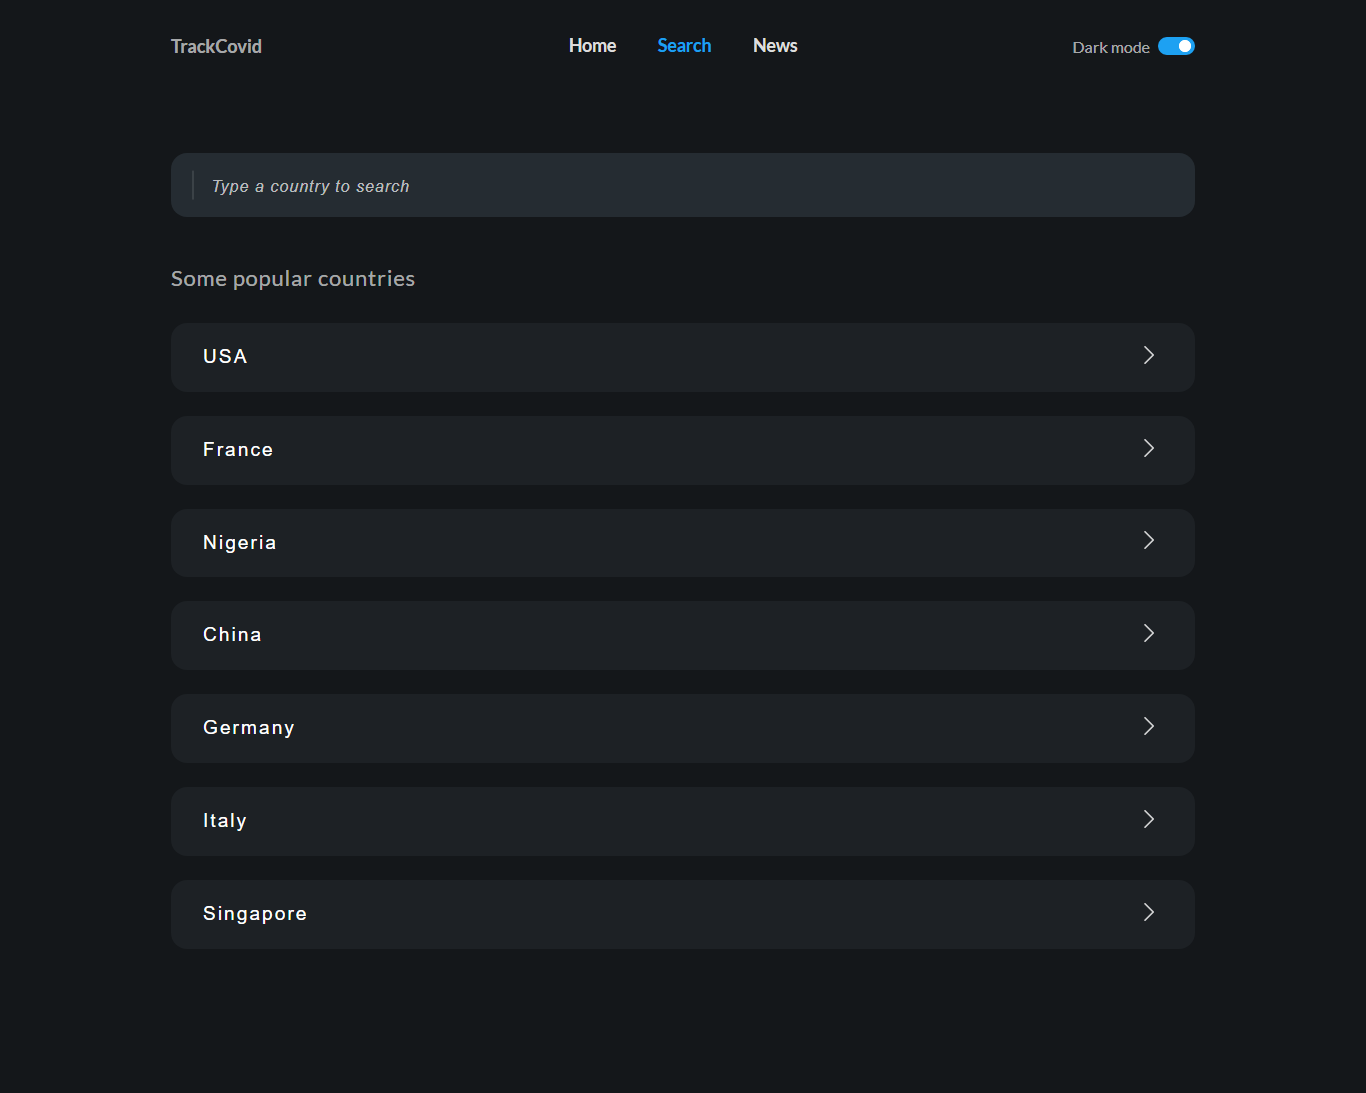 TrackCovid
Home Search News
Dark mode
Type a country to search
Some popular countries
USA
France
Nigeria
China
Germany
Italy
Singapore